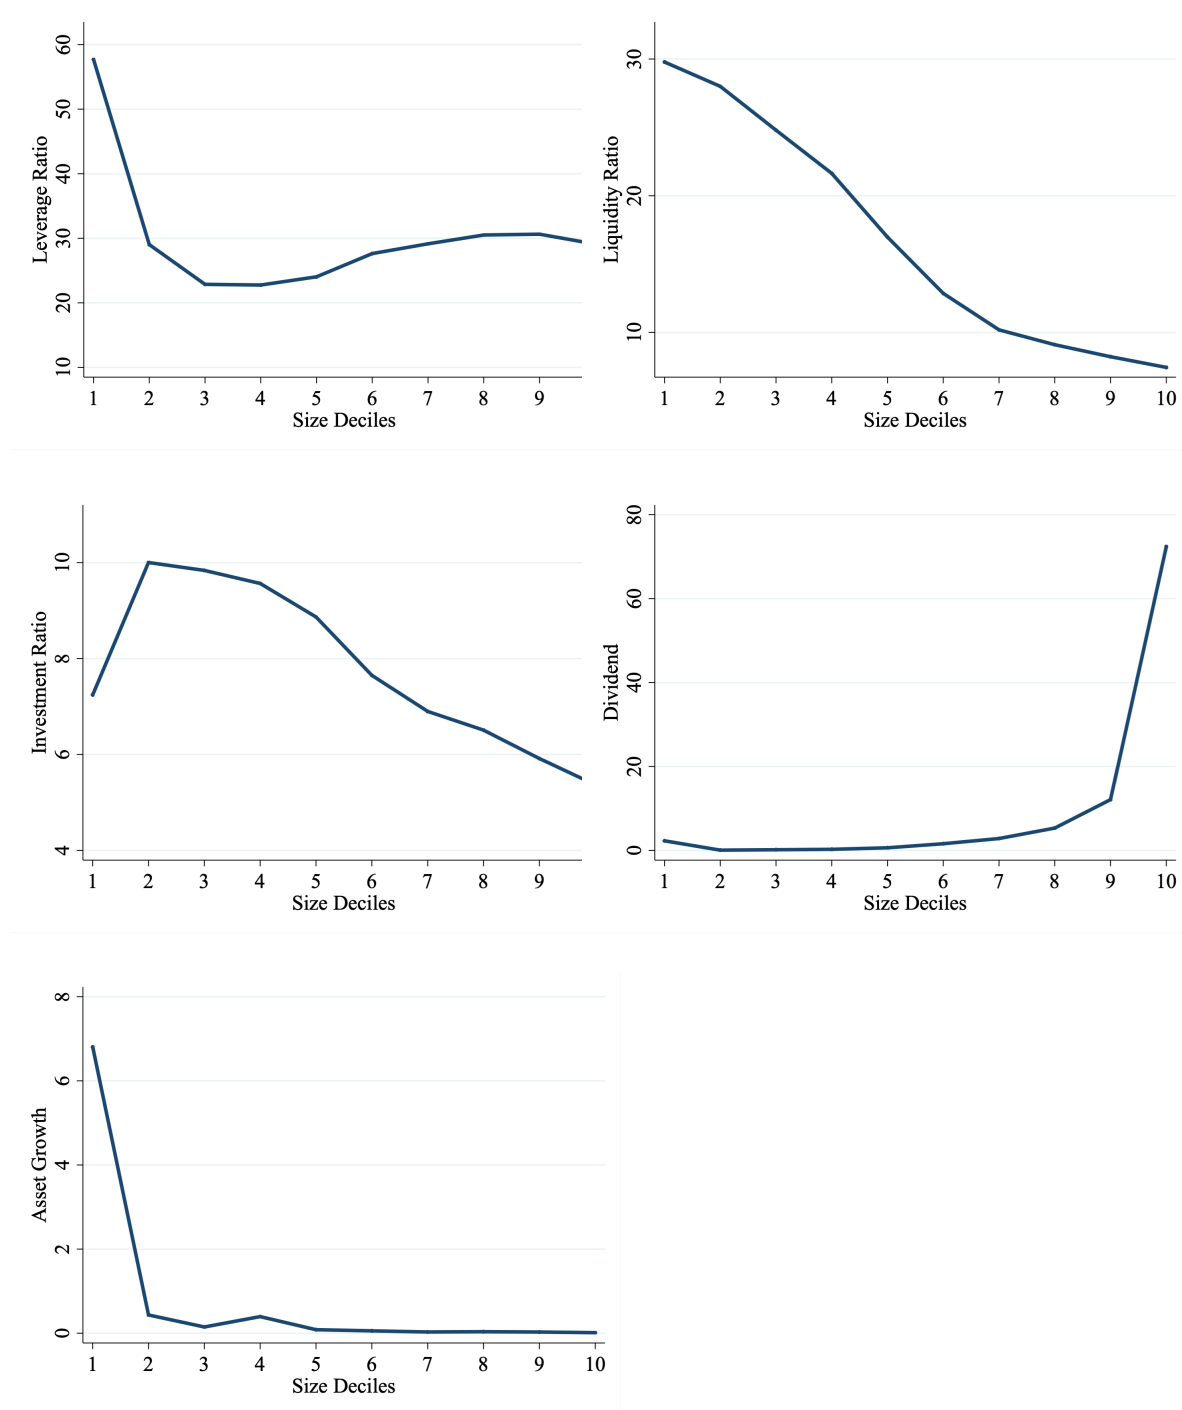 Leverage Ratio
60
50
40
30
20
10
1 2 3 4 5 6 7 8 9
Size Deciles
Liquidity Ratio
30
20
10
1 2 3 4 5 6 7 8 9 10
Size Deciles
Investment Ratio
10
8
6
4
1 2 3 4 5 6 7 8 9
Size Deciles
Dividend
80
60
40
20
0
1 2 3 4 5 6 7 8 9 10
Size Deciles
Asset Growth
8
6
4
2
0
1 2 3 4 5 6 7 8 9 10
Size Deciles